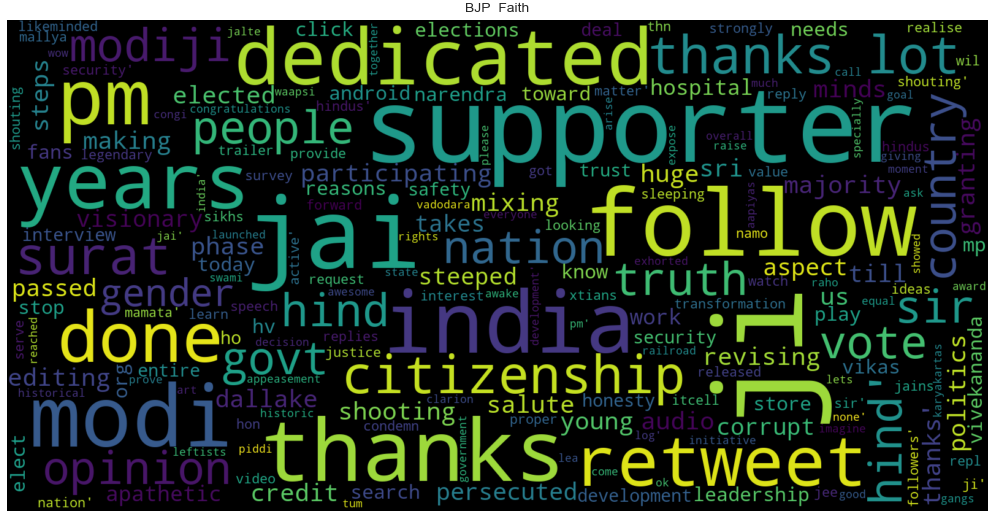 BJP Faith
likeminded
mallya
wow
security'
modiji
jalte
waapsi
click
elections
together
deal
thn
strongly
needs
realise
wil
shouting'
dedicated
thanks lot
pm
steps
shouting
elected
congratulations
android
narendra
toward
hospital
matter'
call
reply
goal
minds
making
congi
hindus'
people
trailer
provide
please
supporter
arise
expose
overall
raise
much
specially
hindus
giving
moment
fans
legendary
survey
participating
got
trust
sri
value
majority
ask
country
granting
years
india'
reasons
safety
vadodara
mixing
huge
sleeping
aapiyas
visionary
sikhs
forward
jai
takes
everyone
looking
follow
namo
mp
showed
interview
jai'
launched
active'
rights
nation
surat
phase
today
swami
request
state
steeped
know
truth
exhorted
watch
aspect
till
raho
ideas
award
passed
gender
speech
awesome
interest
awake
xtians
transformation
us
equal
sir
stop
mamata'
learn
hind
india
development'
pm'
work
play
serve
reached
done
ho
hv
decision
replies
security
railroad
vote
govt
justice
revising
released
vikas
politics
vivekananda
karyakartas
editing
org
entire
prove
appeasement
citizenship
jiji
lets
jains
historical
art
dallake
shooting
salute
honesty
itcell
store
sir'
hind'
thanks'
modi
historic
clarion
proper
young
audio
corrupt
none'
imagine
hon
condemn
government
thanks
log'
initiative
leftists
piddi
opinion
retweet
followers'
repl
elect
apathetic
video
credit
search
persecuted
lea
come
development
leadership
ji'
nation'
tum
ok
jee
good
gangs